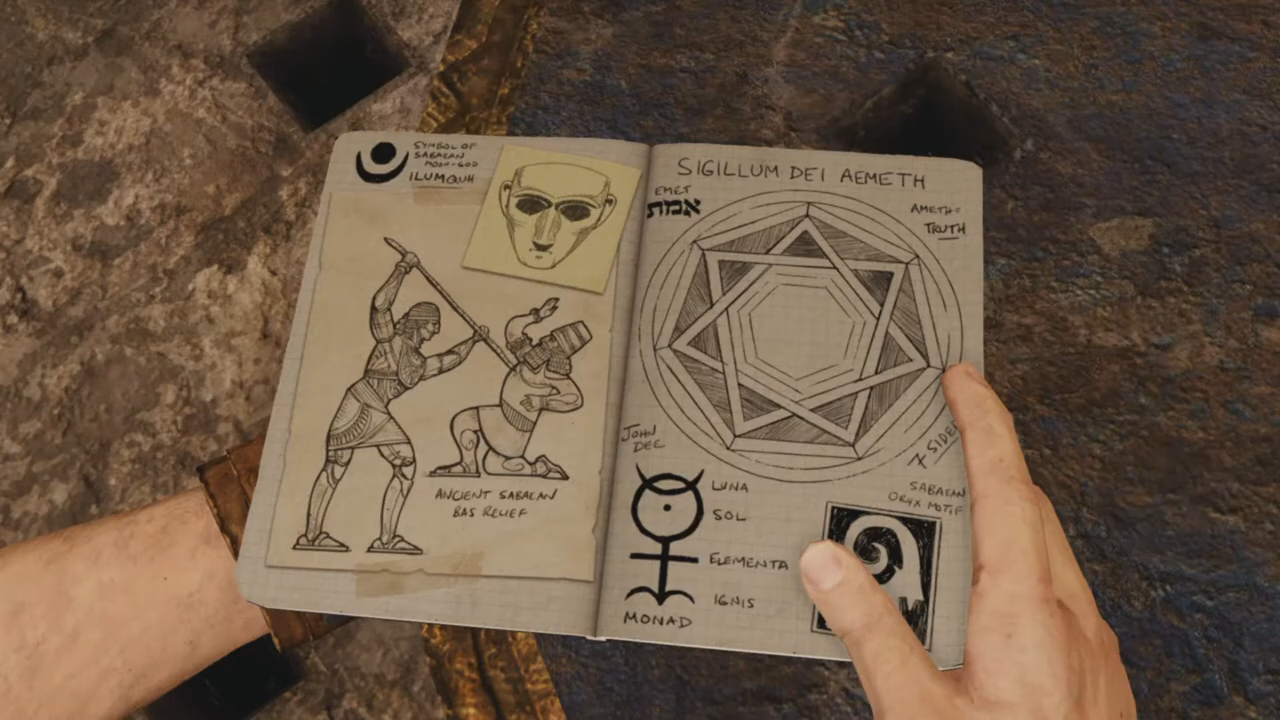 SYMBOL OF
SABAEAN
MOON-GOD
ILUMQUH
ANCIENT SABAEAN
BAS RELIEF
SIGILLUM DEI AEMETH
EMET
אמת
AMETH=
TRUTH
7 SIDES
JOHN
DEE
LUNA
SOL
ELEMENTA
IGNIS
MONAD
SABAEAN
ORYX MOTIF